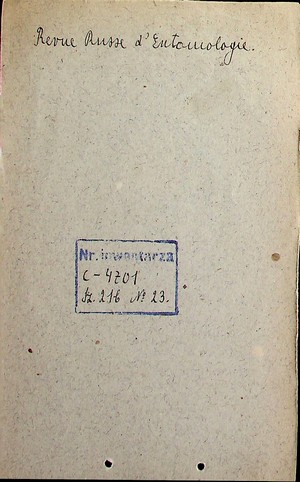 Revue Russe d'Entomologie.
Nr. inwentarza
C-4701
Sz. 216 № 23.